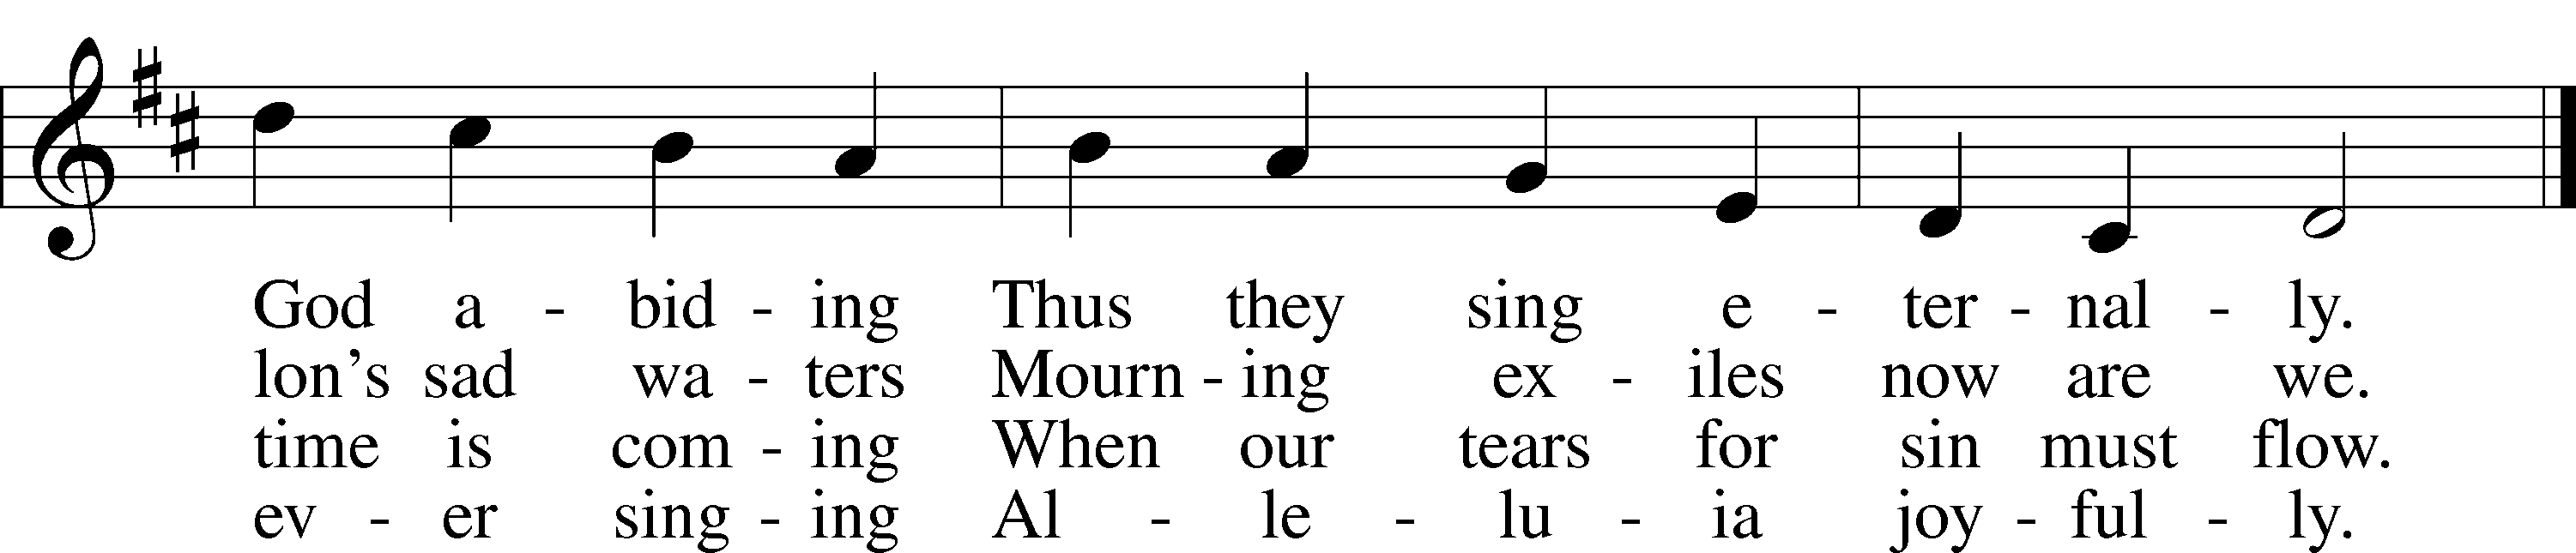 God a - bid - ing Thus they sing e - ter - nal - ly.
lon’s sad wa - ters Mourn - ing ex - iles now are we.
time is com - ing When our tears for sin must flow.
ev - er sing - ing Al - le - lu - ia joy - ful - ly.